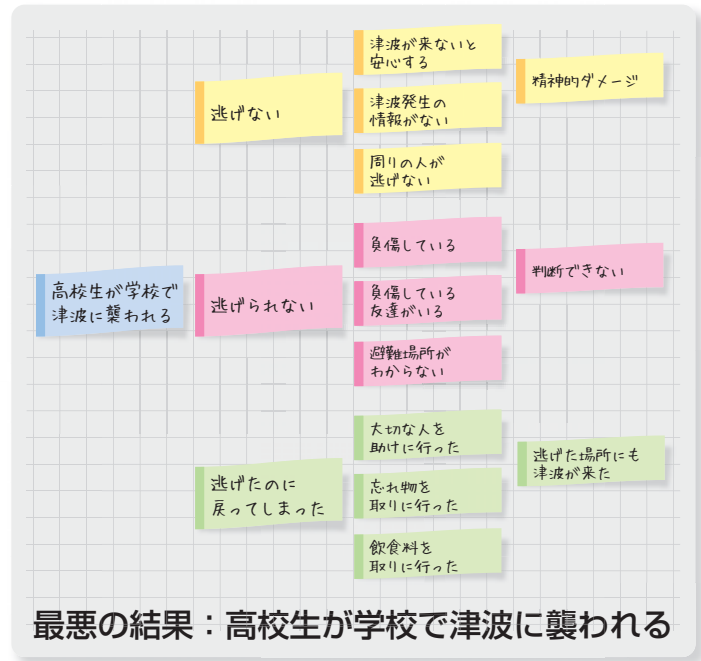 津波が来ないと
安心する
精神的ダメージ
逃げない
津波発生の
情報がない
周りの人が
逃げない
負傷している
判断できない
高校生が学校で
津波に襲われる
逃げられない
負傷している
友達がいる
避難場所が
わからない
大切な人を
助けに行った
逃げた場所にも
津波が来た
逃げたのに
戻ってしまった
忘れ物を
取りに行った
飲食料を
取りに行った
最悪の結果：高校生が学校で津波に襲われる